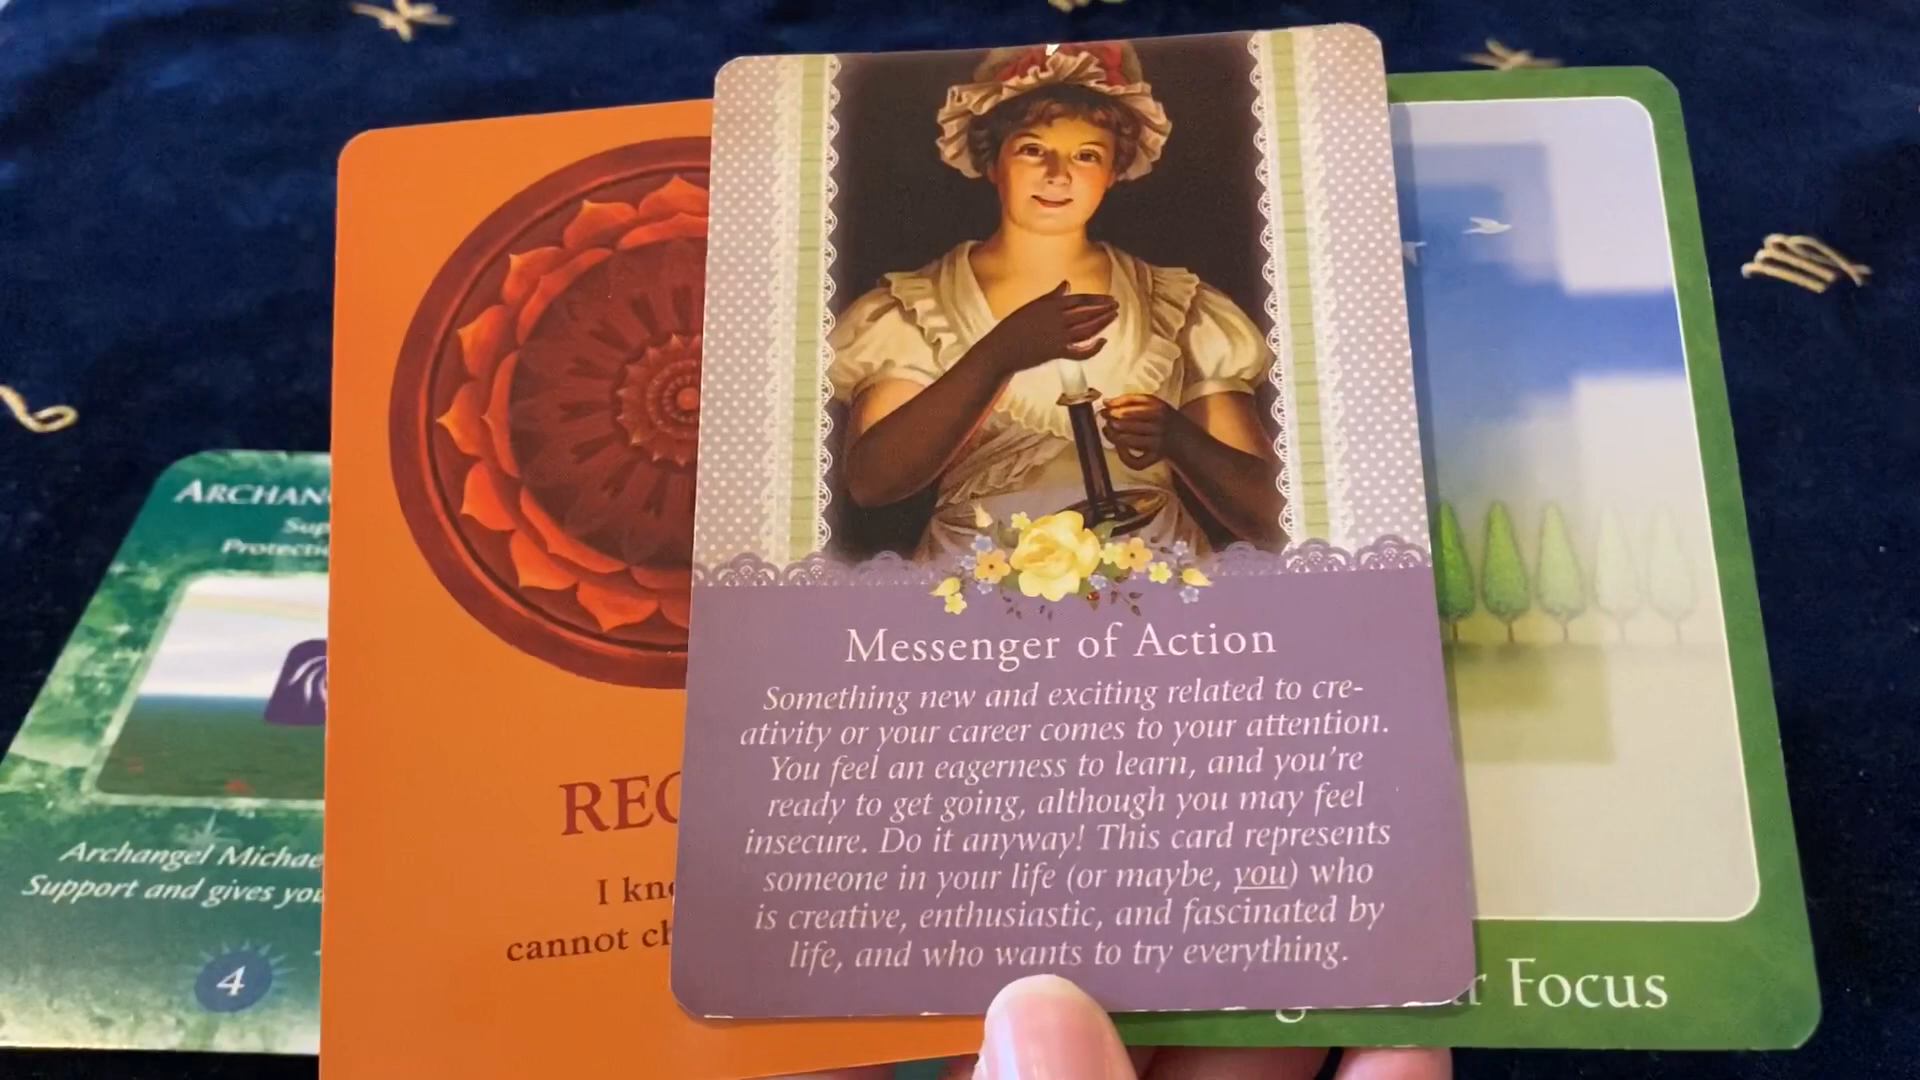 Messenger of Action
Something new and exciting related to cre-
ativity or your career comes to your attention.
You feel an eagerness to learn, and you're
ready to get going, although you may feel
insecure. Do it anyway! This card represents
someone in your life (or maybe, you) who
is creative, enthusiastic, and fascinated by
life, and who wants to try everything.
ARCHAN
Sup
Protectio
Archangel Michae
Support and gives you
4
REC
I kno
cannot ch
Focus